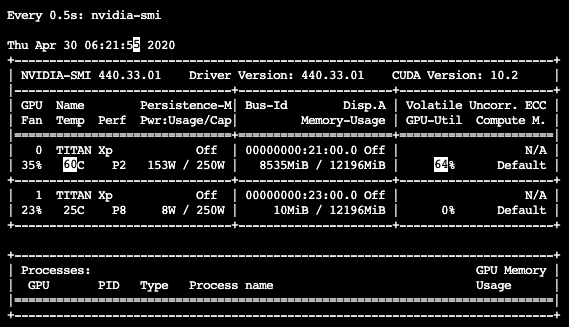 Every 0.5s: nvidia-smi
Thu Apr 30 06:21:55 2020
+-----------------------------------------------------------------------------+
| NVIDIA-SMI 440.33.01    Driver Version: 440.33.01    CUDA Version: 10.2     |
|-------------------------------+----------------------+----------------------+
| GPU  Name        Persistence-M| Bus-Id        Disp.A | Volatile Uncorr. ECC |
| Fan  Temp  Perf  Pwr:Usage/Cap|         Memory-Usage | GPU-Util  Compute M. |
|===============================+======================+======================|
|   0  TITAN Xp            Off  | 00000000:21:00.0 Off |                  N/A |
| 35%   60C    P2   153W / 250W |   8535MiB / 12196MiB |     64%      Default |
+-------------------------------+----------------------+----------------------+
|   1  TITAN Xp            Off  | 00000000:23:00.0 Off |                  N/A |
| 23%   25C    P8     8W / 250W |     10MiB / 12196MiB |      0%      Default |
+-------------------------------+----------------------+----------------------+
+-----------------------------------------------------------------------------+
| Processes:                                                       GPU Memory |
|  GPU       PID   Type   Process name                             Usage      |
|=============================================================================|
+-----------------------------------------------------------------------------+